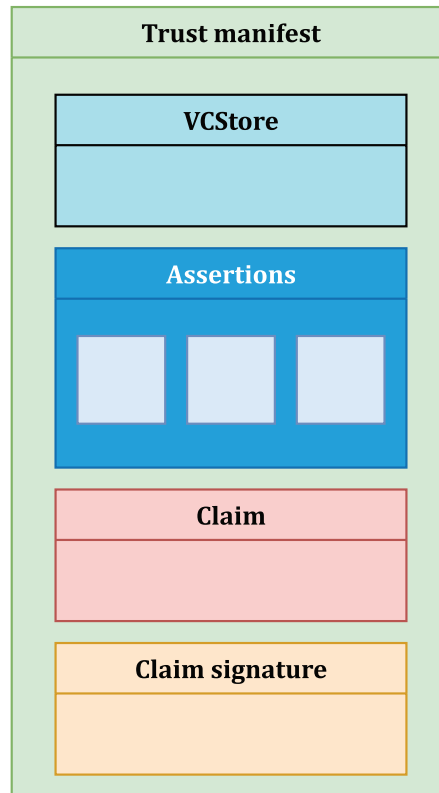 Trust manifest
VCStore
Assertions
Claim
Claim signature